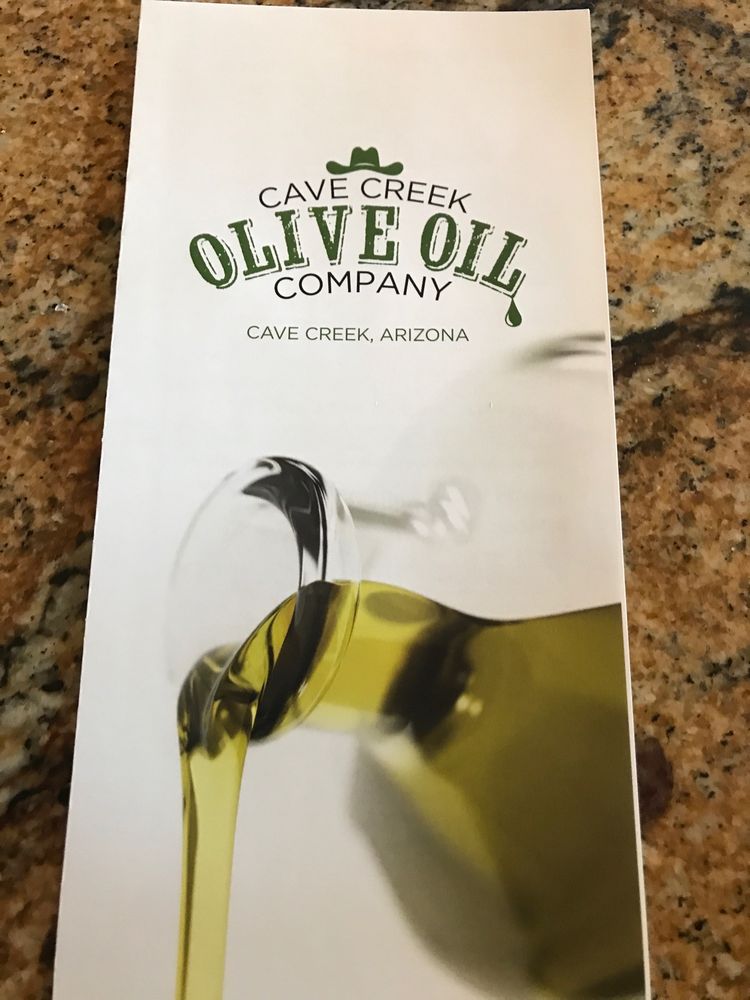 CAVE CREEK
OLIVE OIL
COMPANY
CAVE CREEK, ARIZONA